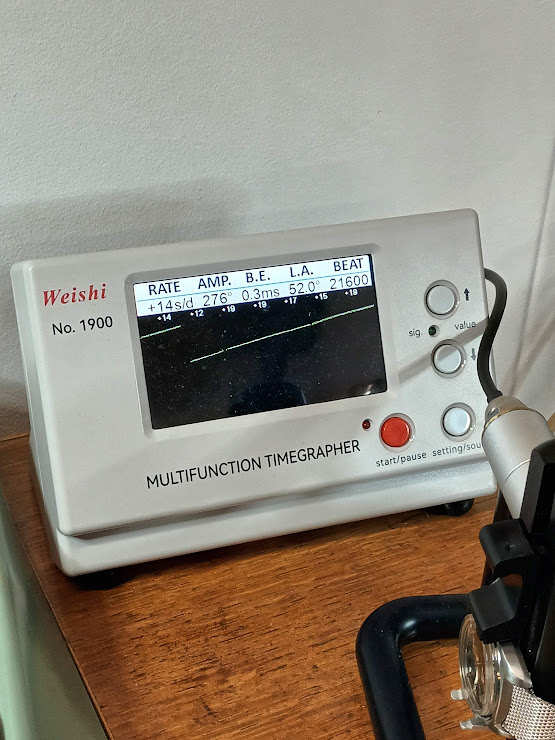 RATE AMP. B.E. L.A. BEAT
+14s/d 276° 0.3ms 52.0° 21600
+14 +12 +19 +19 +17 +15 +19
Weishi
No. 1900
sig. value
MULTIFUNCTION TIMEGRAPHER
start/pause setting/sou